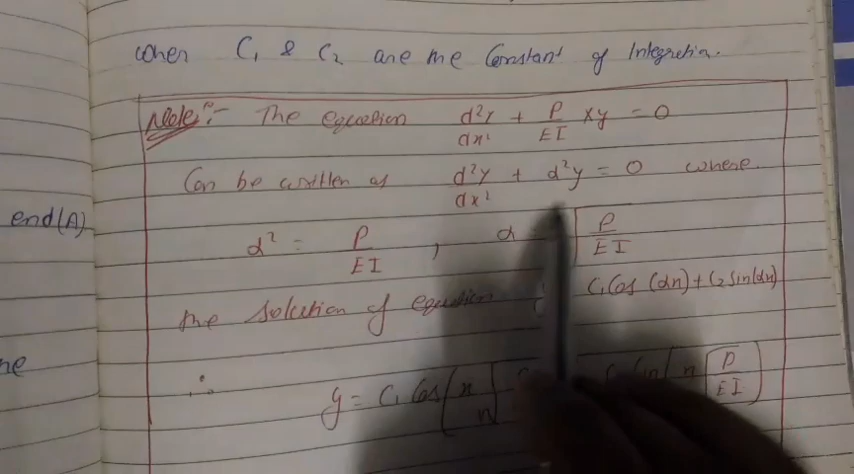 when C₁ & C₂ are the Constant of Integration.
Note:- The equation d²y/dx² + P/EI xy = 0
Can be written as d²y/dx² + α²y = 0 where
end(A)
α² = P/EI , α = √P/EI
the solution of equation y C₁Cos(αx)+C₂Sin(αx)
∴ y = C₁ Cos(x √P/EI)